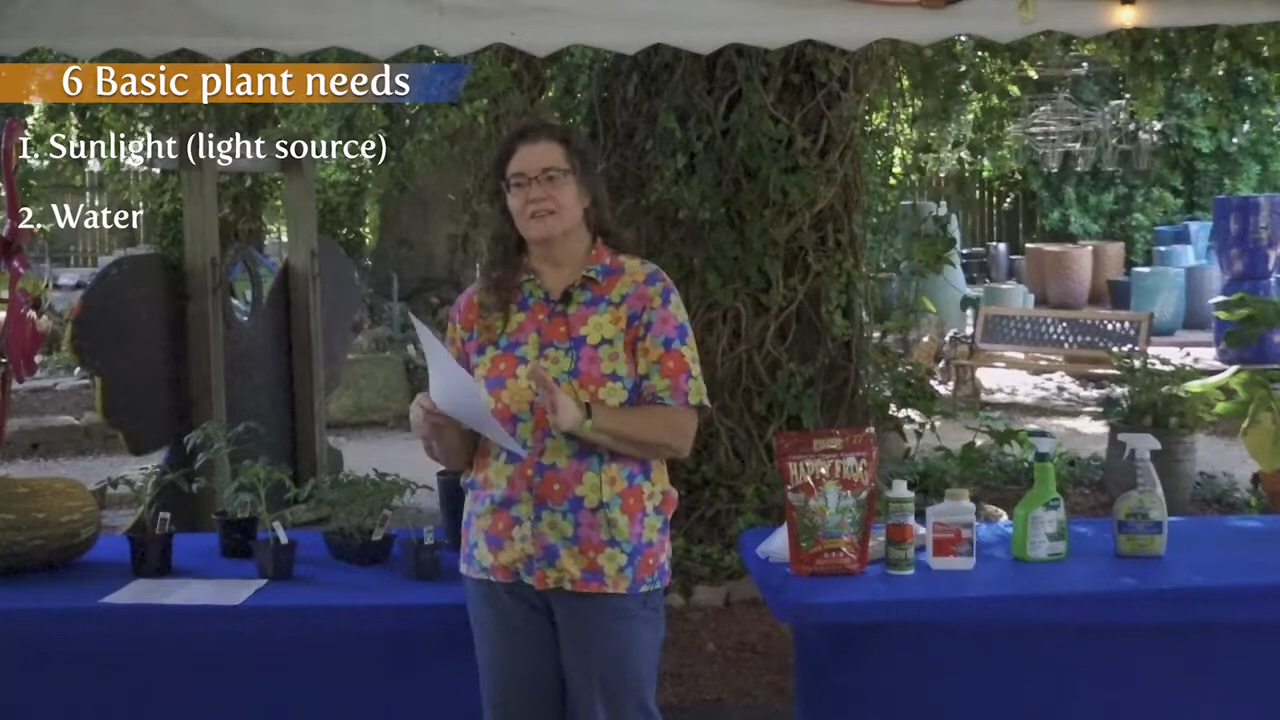 6 Basic plant needs
1. Sunlight (light source)
2. Water
HAPPY FROG